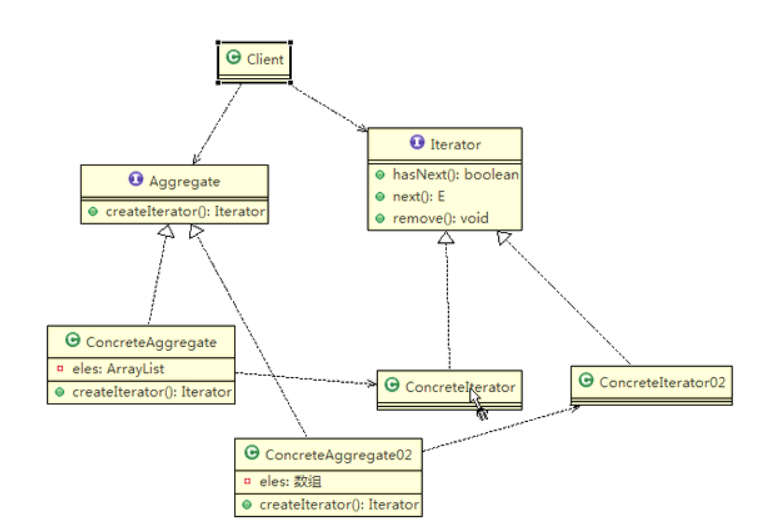 Client
Iterator
hasNext(): boolean
next(): E
remove(): void
Aggregate
createIterator(): Iterator
ConcreteAggregate
eles: ArrayList
createIterator(): Iterator
ConcreteIterator
ConcreteIterator02
ConcreteAggregate02
eles: 数组
createIterator(): Iterator